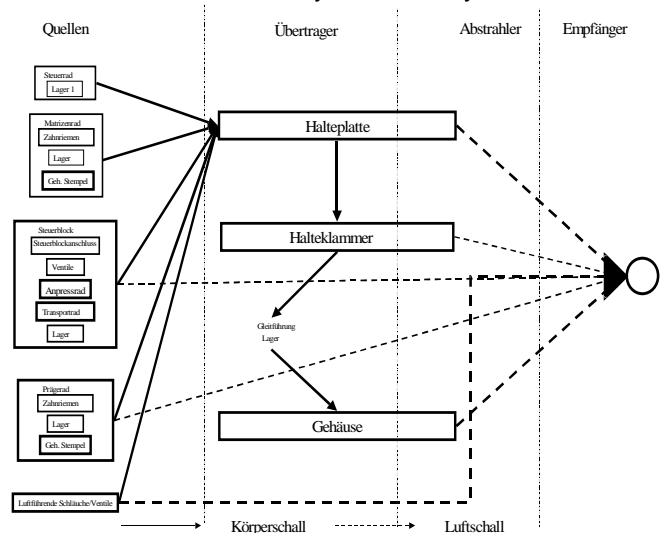 Quellen
Übertrager
Abstrahler
Empfänger
Steuerrad
Lager 1
Matrizenrad
Zahnriemen
Lager
Geh. Stempel
Steuerblock
Steuerblockanschluss
Ventile
Anpressrad
Transportrad
Lager
Prägerad
Zahnriemen
Lager
Geh. Stempel
Luftführende Schläuche/Ventile
Halteplatte
Halteklammer
Gleitführung
Lager
Gehäuse
Körperschall
Luftschall